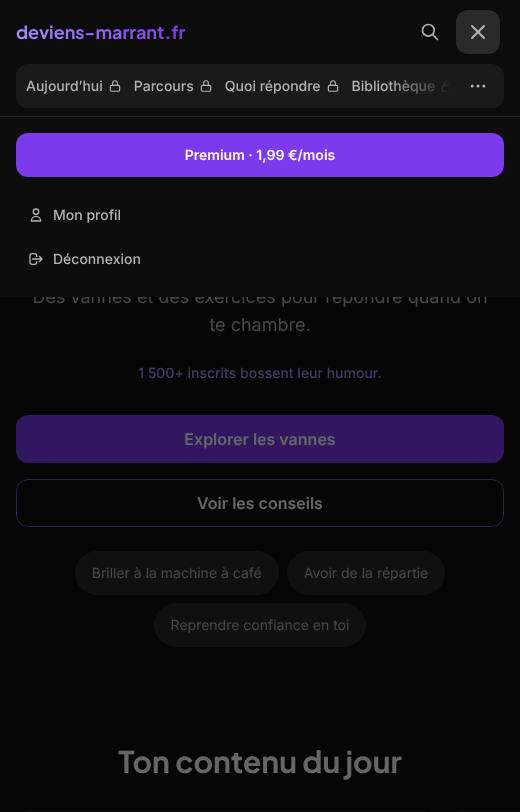 deviens-marrant.fr
Aujourd'hui Parcours Quoi répondre Bibliothèque ...
Premium · 1,99 €/mois
Mon profil
Déconnexion
Des vannes et des exercices pour répondre quand on
te chambre.
1 500+ inscrits bossent leur humour.
Explorer les vannes
Voir les conseils
Briller à la machine à café Avoir de la répartie
Reprendre confiance en toi
Ton contenu du jour